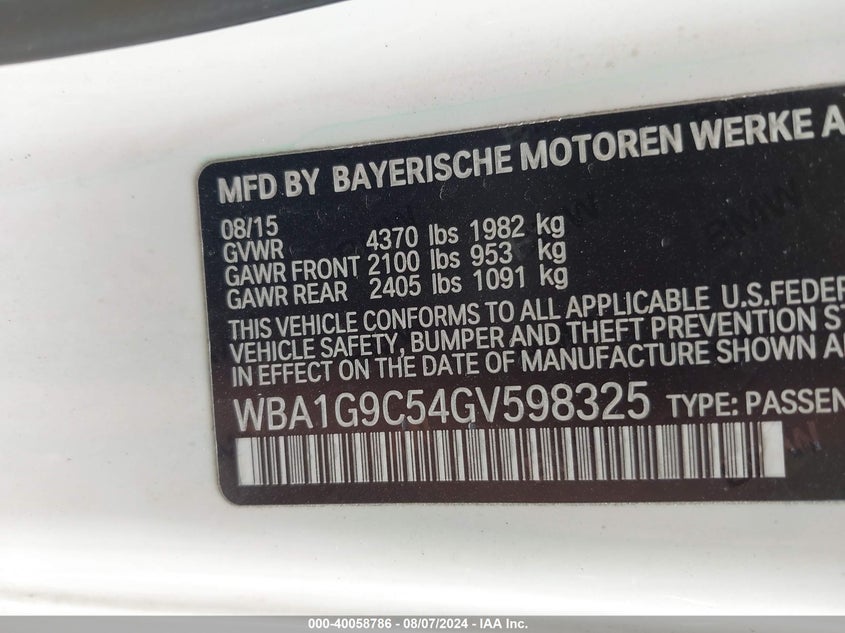 MFD BY BAYERISCHE MOTOREN WERKE A
08/15
GVWR 4370 lbs 1982 kg
GAWR FRONT 2100 lbs 953 kg
GAWR REAR 2405 lbs 1091 kg
THIS VEHICLE CONFORMS TO ALL APPLICABLE U.S.FEDER
VEHICLE SAFETY, BUMPER AND THEFT PREVENTION ST
IN EFFECT ON THE DATE OF MANUFACTURE SHOWN A
WBA1G9C54GV598325 TYPE: PASSEN
000-40058786 - 08/07/2024 - IAA Inc.